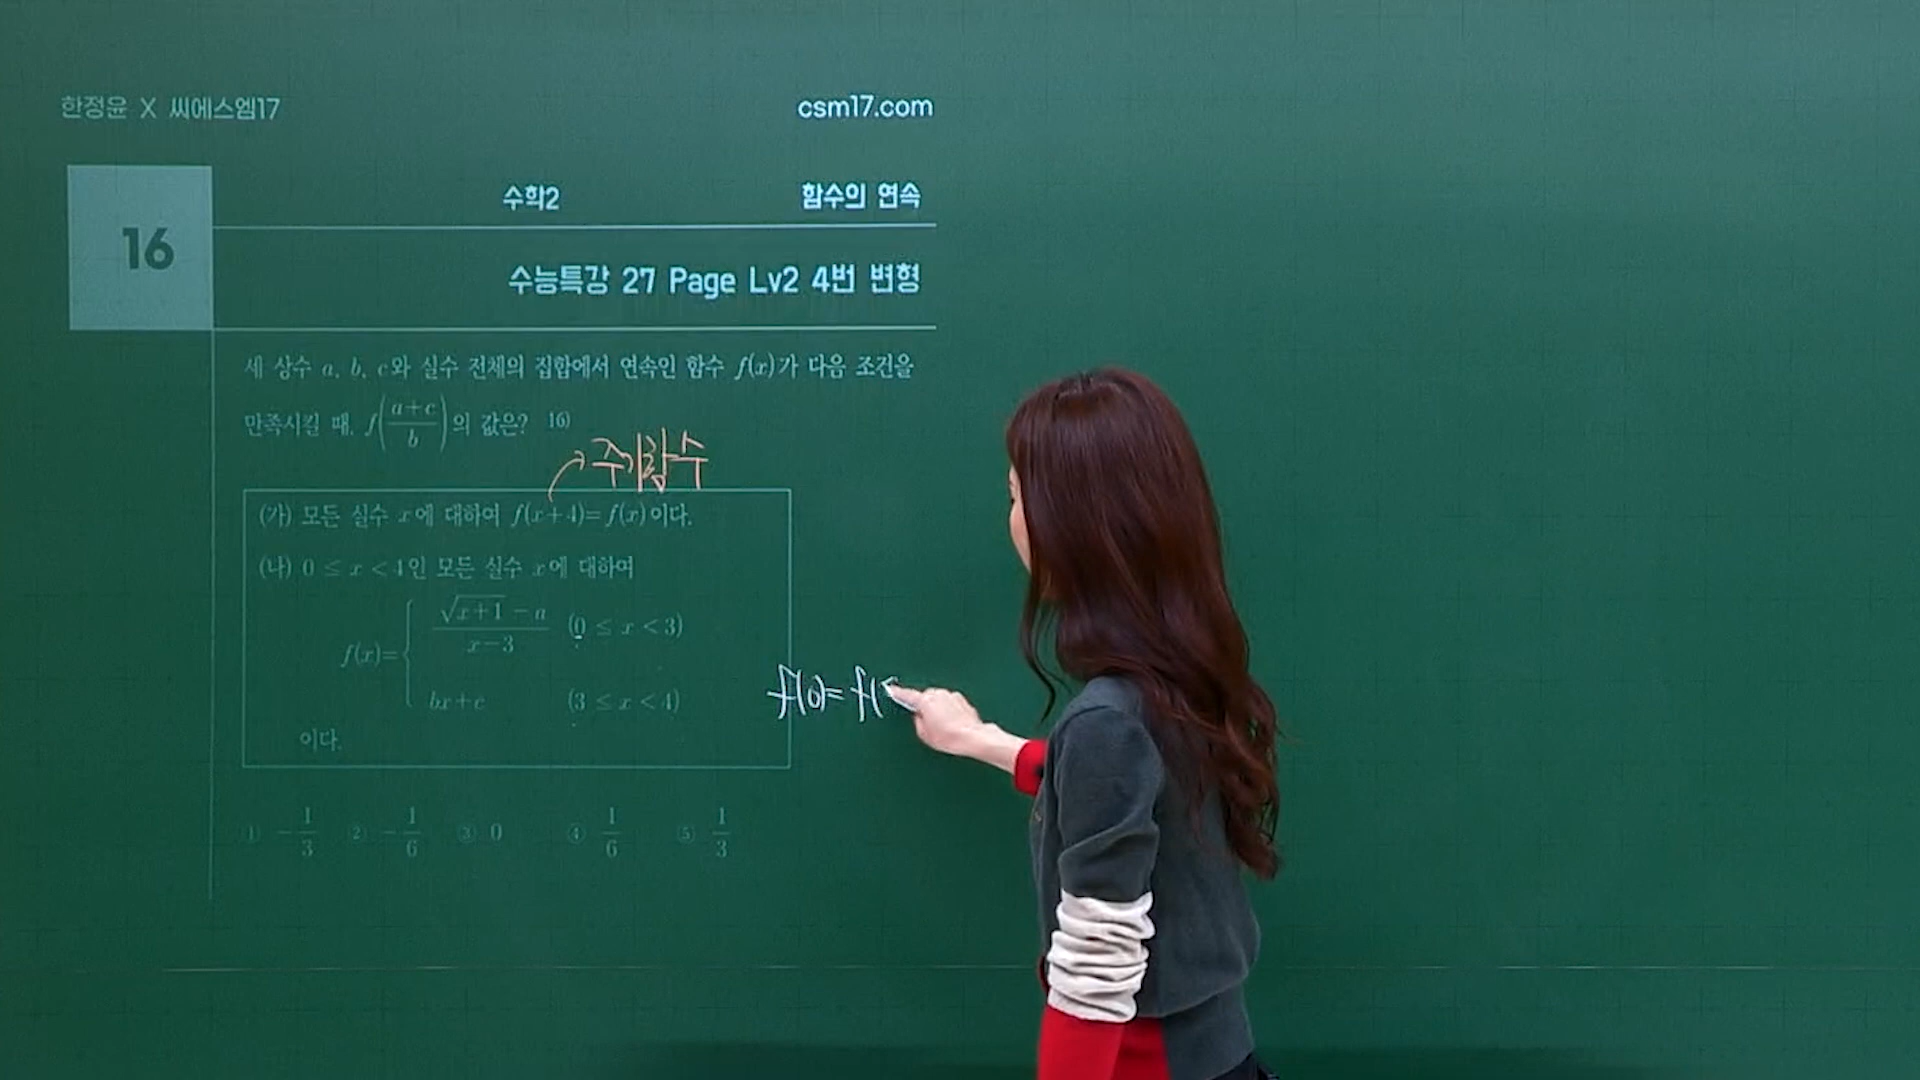 한정윤 X 씨에스엠17
csm17.com
16
수학2
함수의 연속
수능특강 27 Page Lv2 4번 변형
세 상수 a, b, c와 실수 전체의 집합에서 연속인 함수 f(x)가 다음 조건을
만족시킬 때, f((a+c)/b)의 값은? 16)
주기함수
(가) 모든 실수 x에 대하여 f(x+4)=f(x)이다.
(나) 0 ≤ x < 4인 모든 실수 x에 대하여
f(x)= { (√(x+1) - a)/(x-3) (0 ≤ x < 3)
bx+c (3 ≤ x < 4)
이다.
f(0)= f(
① -1/3 ② -1/6 ③ 0 ④ 1/6 ⑤ 1/3